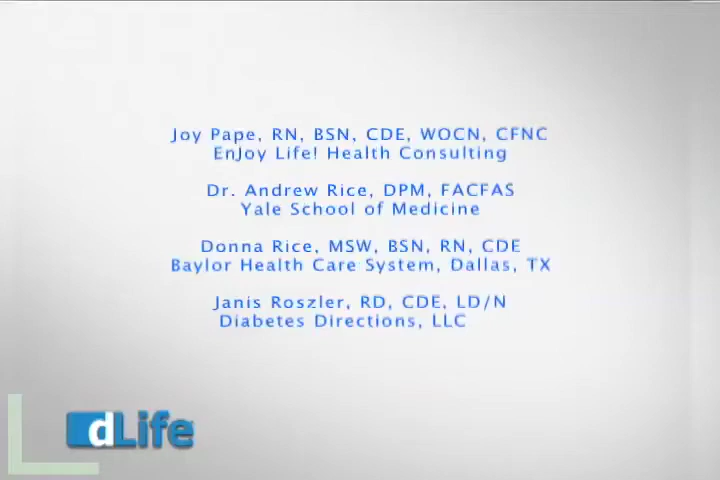 Joy Pape, RN, BSN, CDE, WOCN, CFNC
EnJoy Life! Health Consulting
Dr. Andrew Rice, DPM, FACFAS
Yale School of Medicine
Donna Rice, MSW, BSN, RN, CDE
Baylor Health Care System, Dallas, TX
Janis Roszler, RD, CDE, LD/N
Diabetes Directions, LLC
dLife